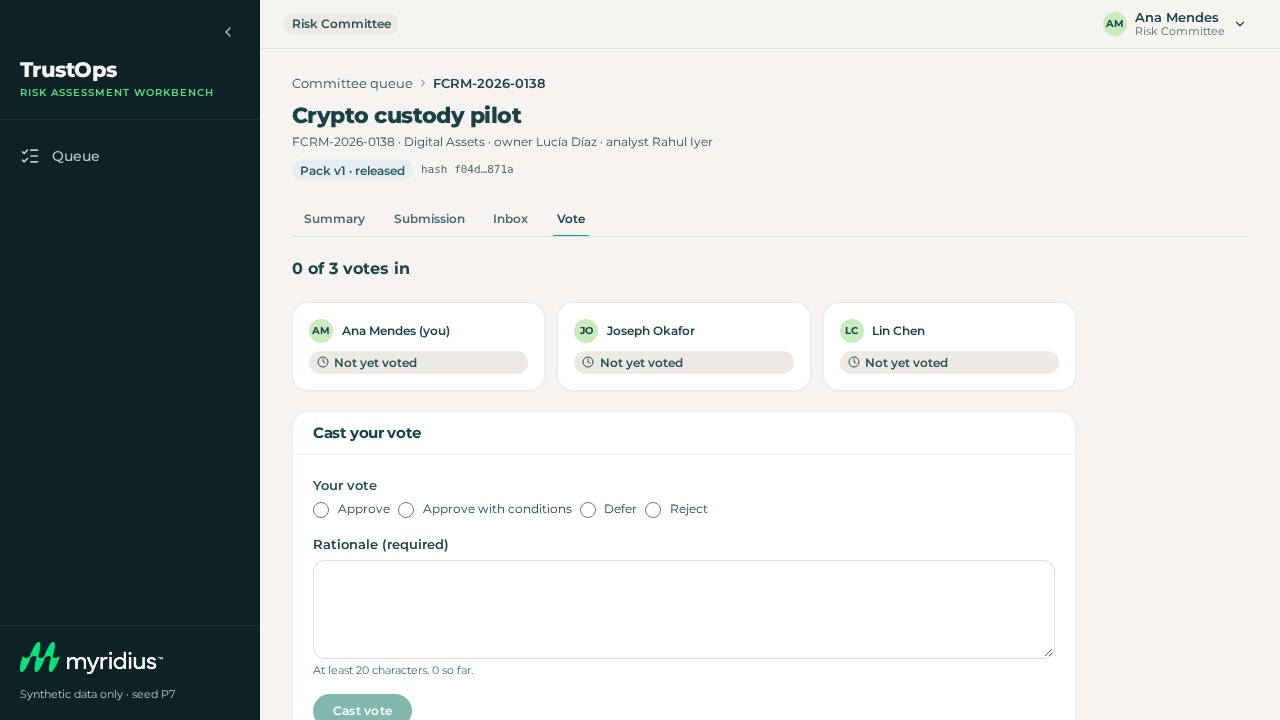 TrustOps
RISK ASSESSMENT WORKBENCH
Queue
myridius™
Synthetic data only · seed P7
Risk Committee
AM
Ana Mendes
Risk Committee
Committee queue > FCRM-2026-0138
Crypto custody pilot
FCRM-2026-0138 · Digital Assets · owner Lucía Díaz · analyst Rahul Iyer
Pack v1 · released hash f04d…871a
Summary Submission Inbox Vote
0 of 3 votes in
AM Ana Mendes (you)
Not yet voted
JO Joseph Okafor
Not yet voted
LC Lin Chen
Not yet voted
Cast your vote
Your vote
Approve Approve with conditions Defer Reject
Rationale (required)
At least 20 characters. 0 so far.
Cast vote